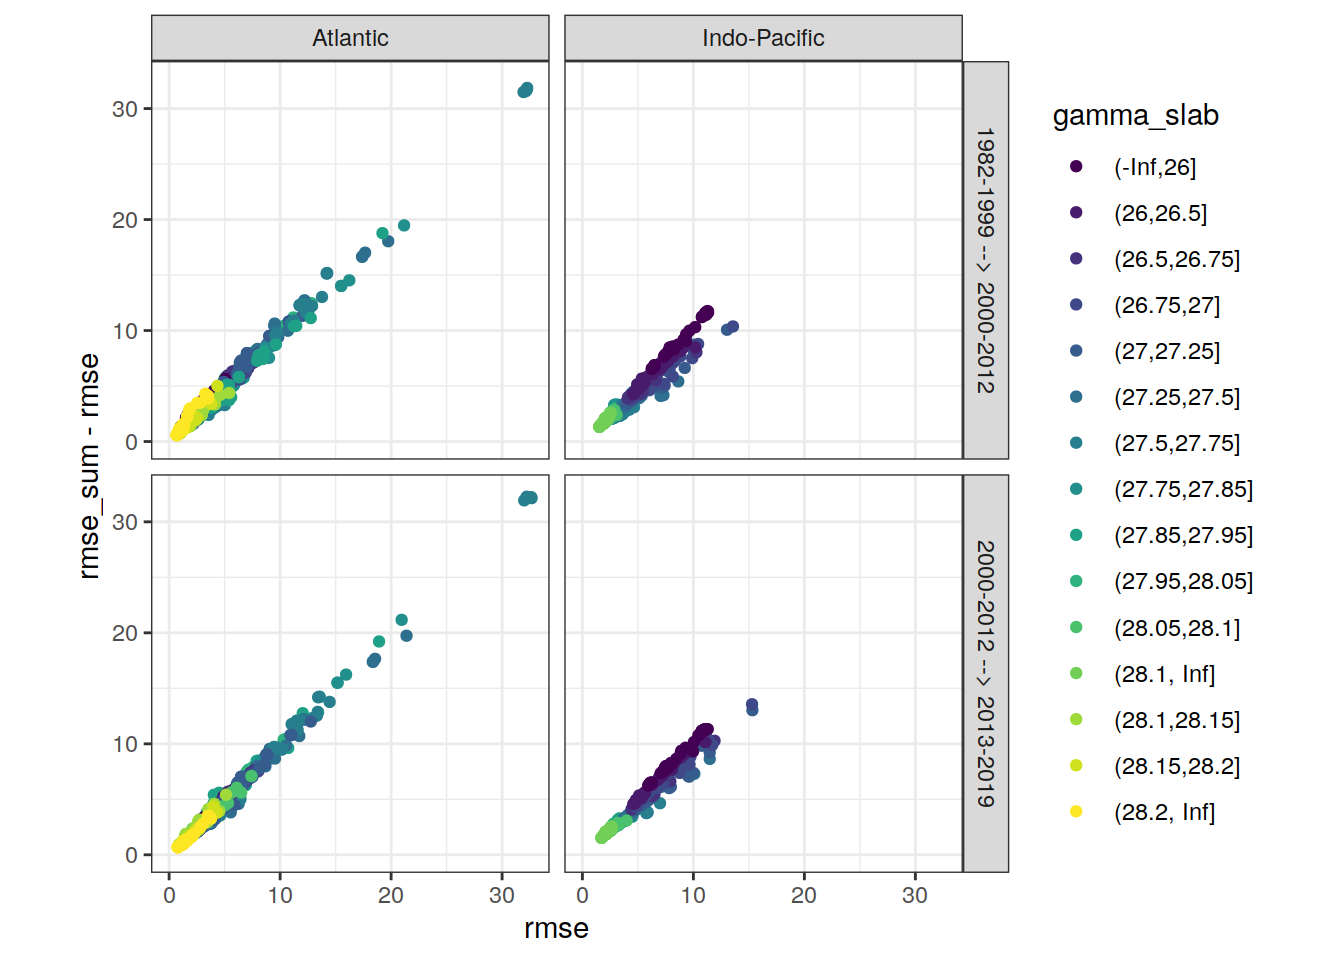 Atlantic
Indo-Pacific
30
20
10
0
1982-1999 --> 2000-2012
30
20
10
0
2000-2012 --> 2013-2019
0
10
20
30
0
10
20
30
rmse
rmse_sum - rmse
gamma_slab
(-Inf,26]
(26,26.5]
(26.5,26.75]
(26.75,27]
(27,27.25]
(27.25,27.5]
(27.5,27.75]
(27.75,27.85]
(27.85,27.95]
(27.95,28.05]
(28.05,28.1]
(28.1, Inf]
(28.1,28.15]
(28.15,28.2]
(28.2, Inf]